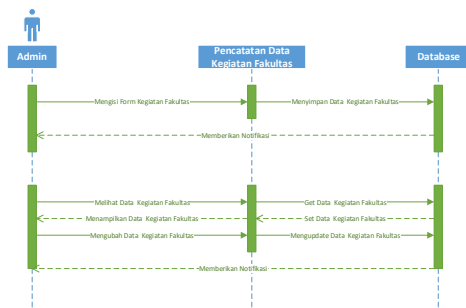 Admin
Pencatatan Data
Kegiatan Fakultas
Database
Mengisi Form Kegiatan Fakultas
Menyimpan Data Kegiatan Fakultas
Memberikan Notifikasi
Melihat Data Kegiatan Fakultas
Get Data Kegiatan Fakultas
Menampilkan Data Kegiatan Fakultas
Set Data Kegiatan Fakultas
Mengubah Data Kegiatan Fakultas
Mengupdate Data Kegiatan Fakultas
Memberikan Notifikasi